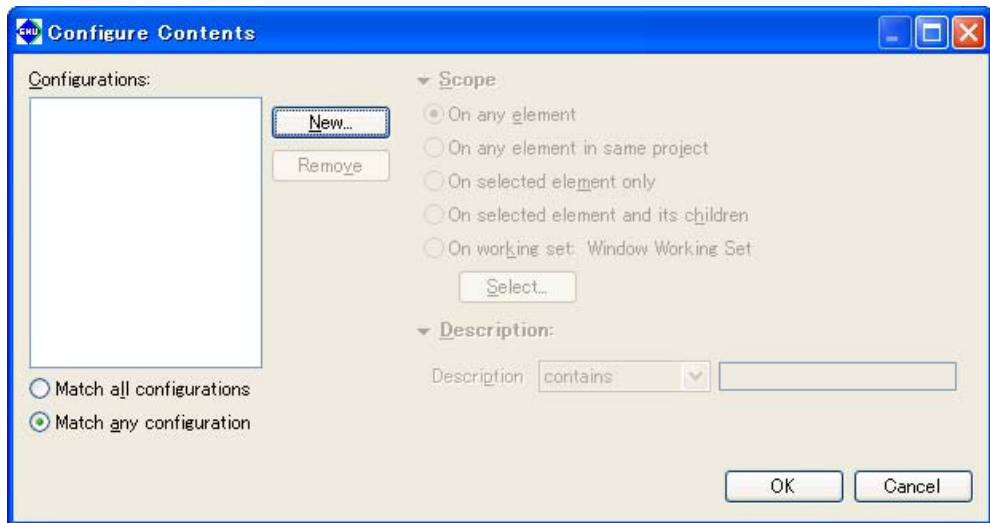 GNU Configure Contents
Configurations:
New...
Remove
Match all configurations
Match any configuration
Scope
On any element
On any element in same project
On selected element only
On selected element and its children
On working set: Window Working Set
Select...
Description:
Description contains
OK Cancel